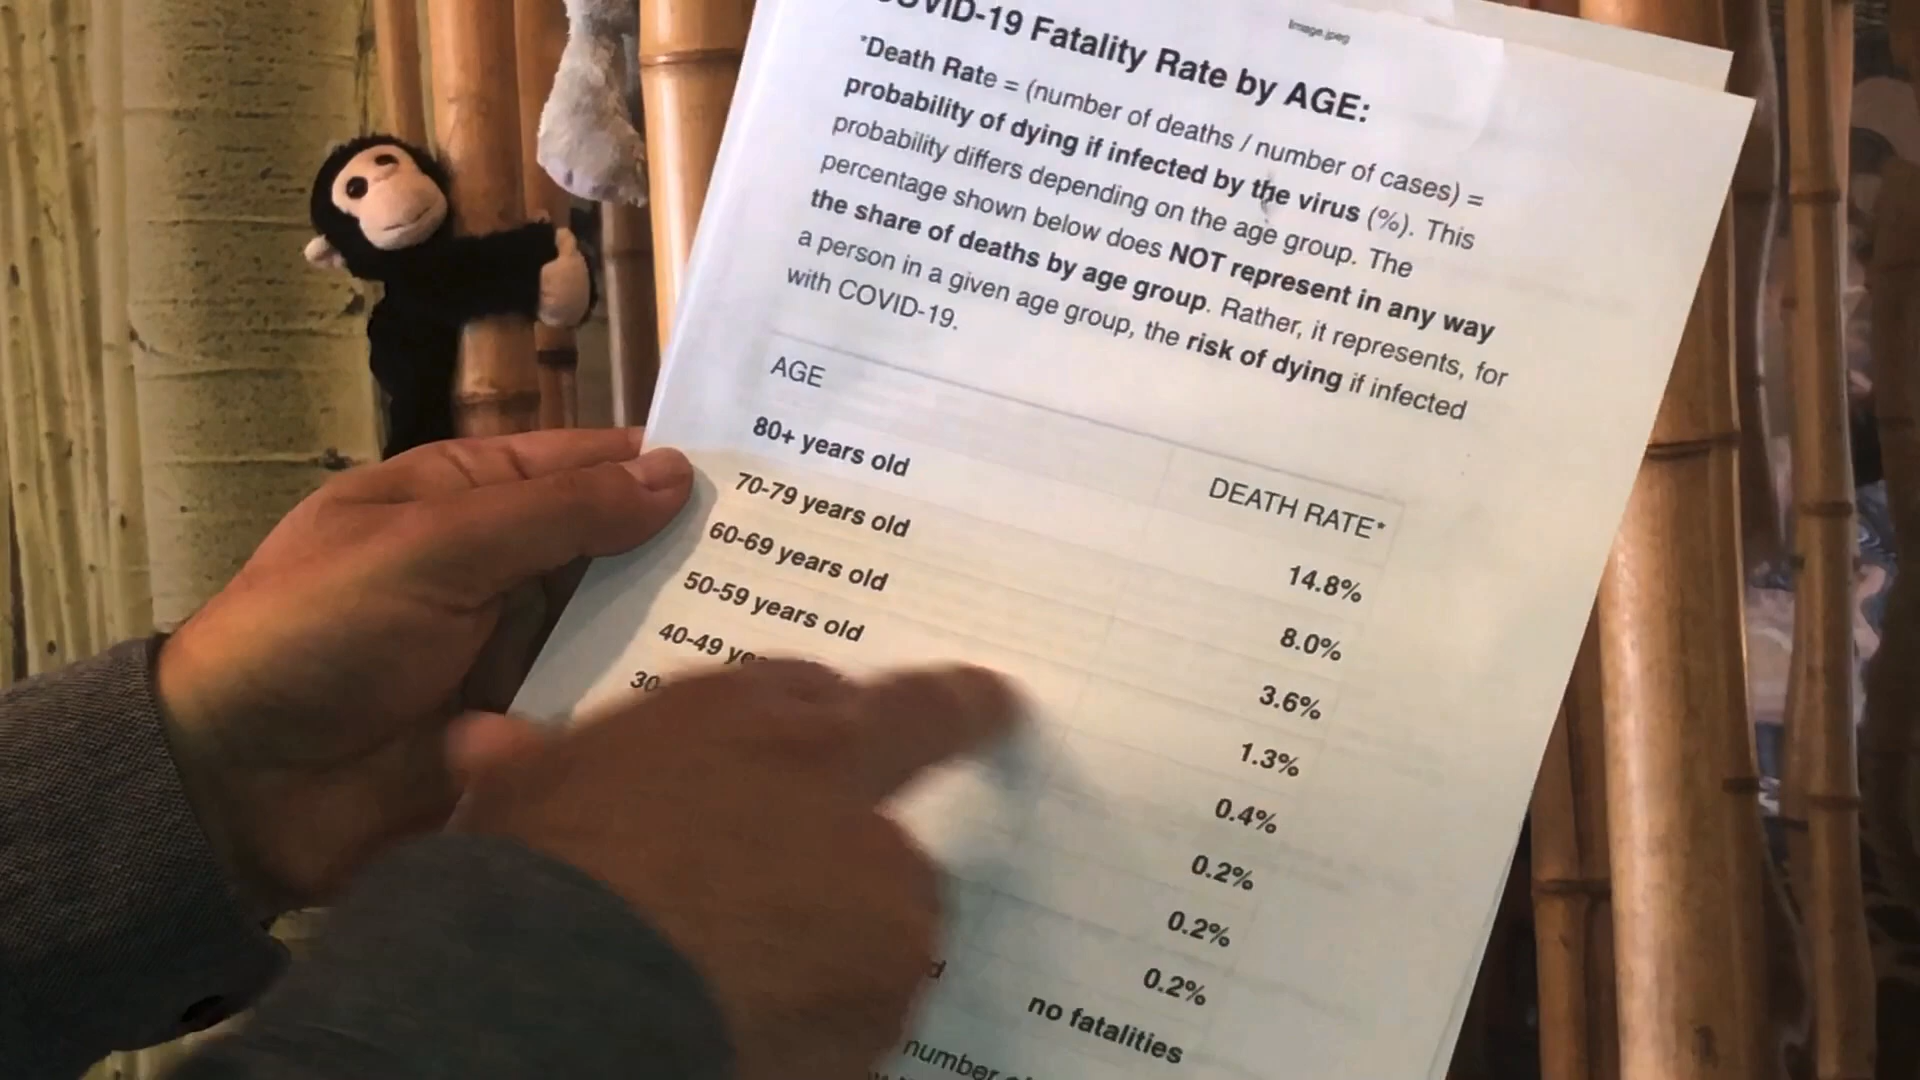 Image.jpeg
COVID-19 Fatality Rate by AGE:
*Death Rate = (number of deaths / number of cases) =
probability of dying if infected by the virus (%). This
probability differs depending on the age group. The
percentage shown below does NOT represent in any way
the share of deaths by age group. Rather, it represents, for
a person in a given age group, the risk of dying if infected
with COVID-19.
AGE DEATH RATE*
80+ years old 14.8%
70-79 years old 8.0%
60-69 years old 3.6%
50-59 years old 1.3%
40-49 0.4%
30- 0.2%
0.2%
0.2%
no fatalities
number